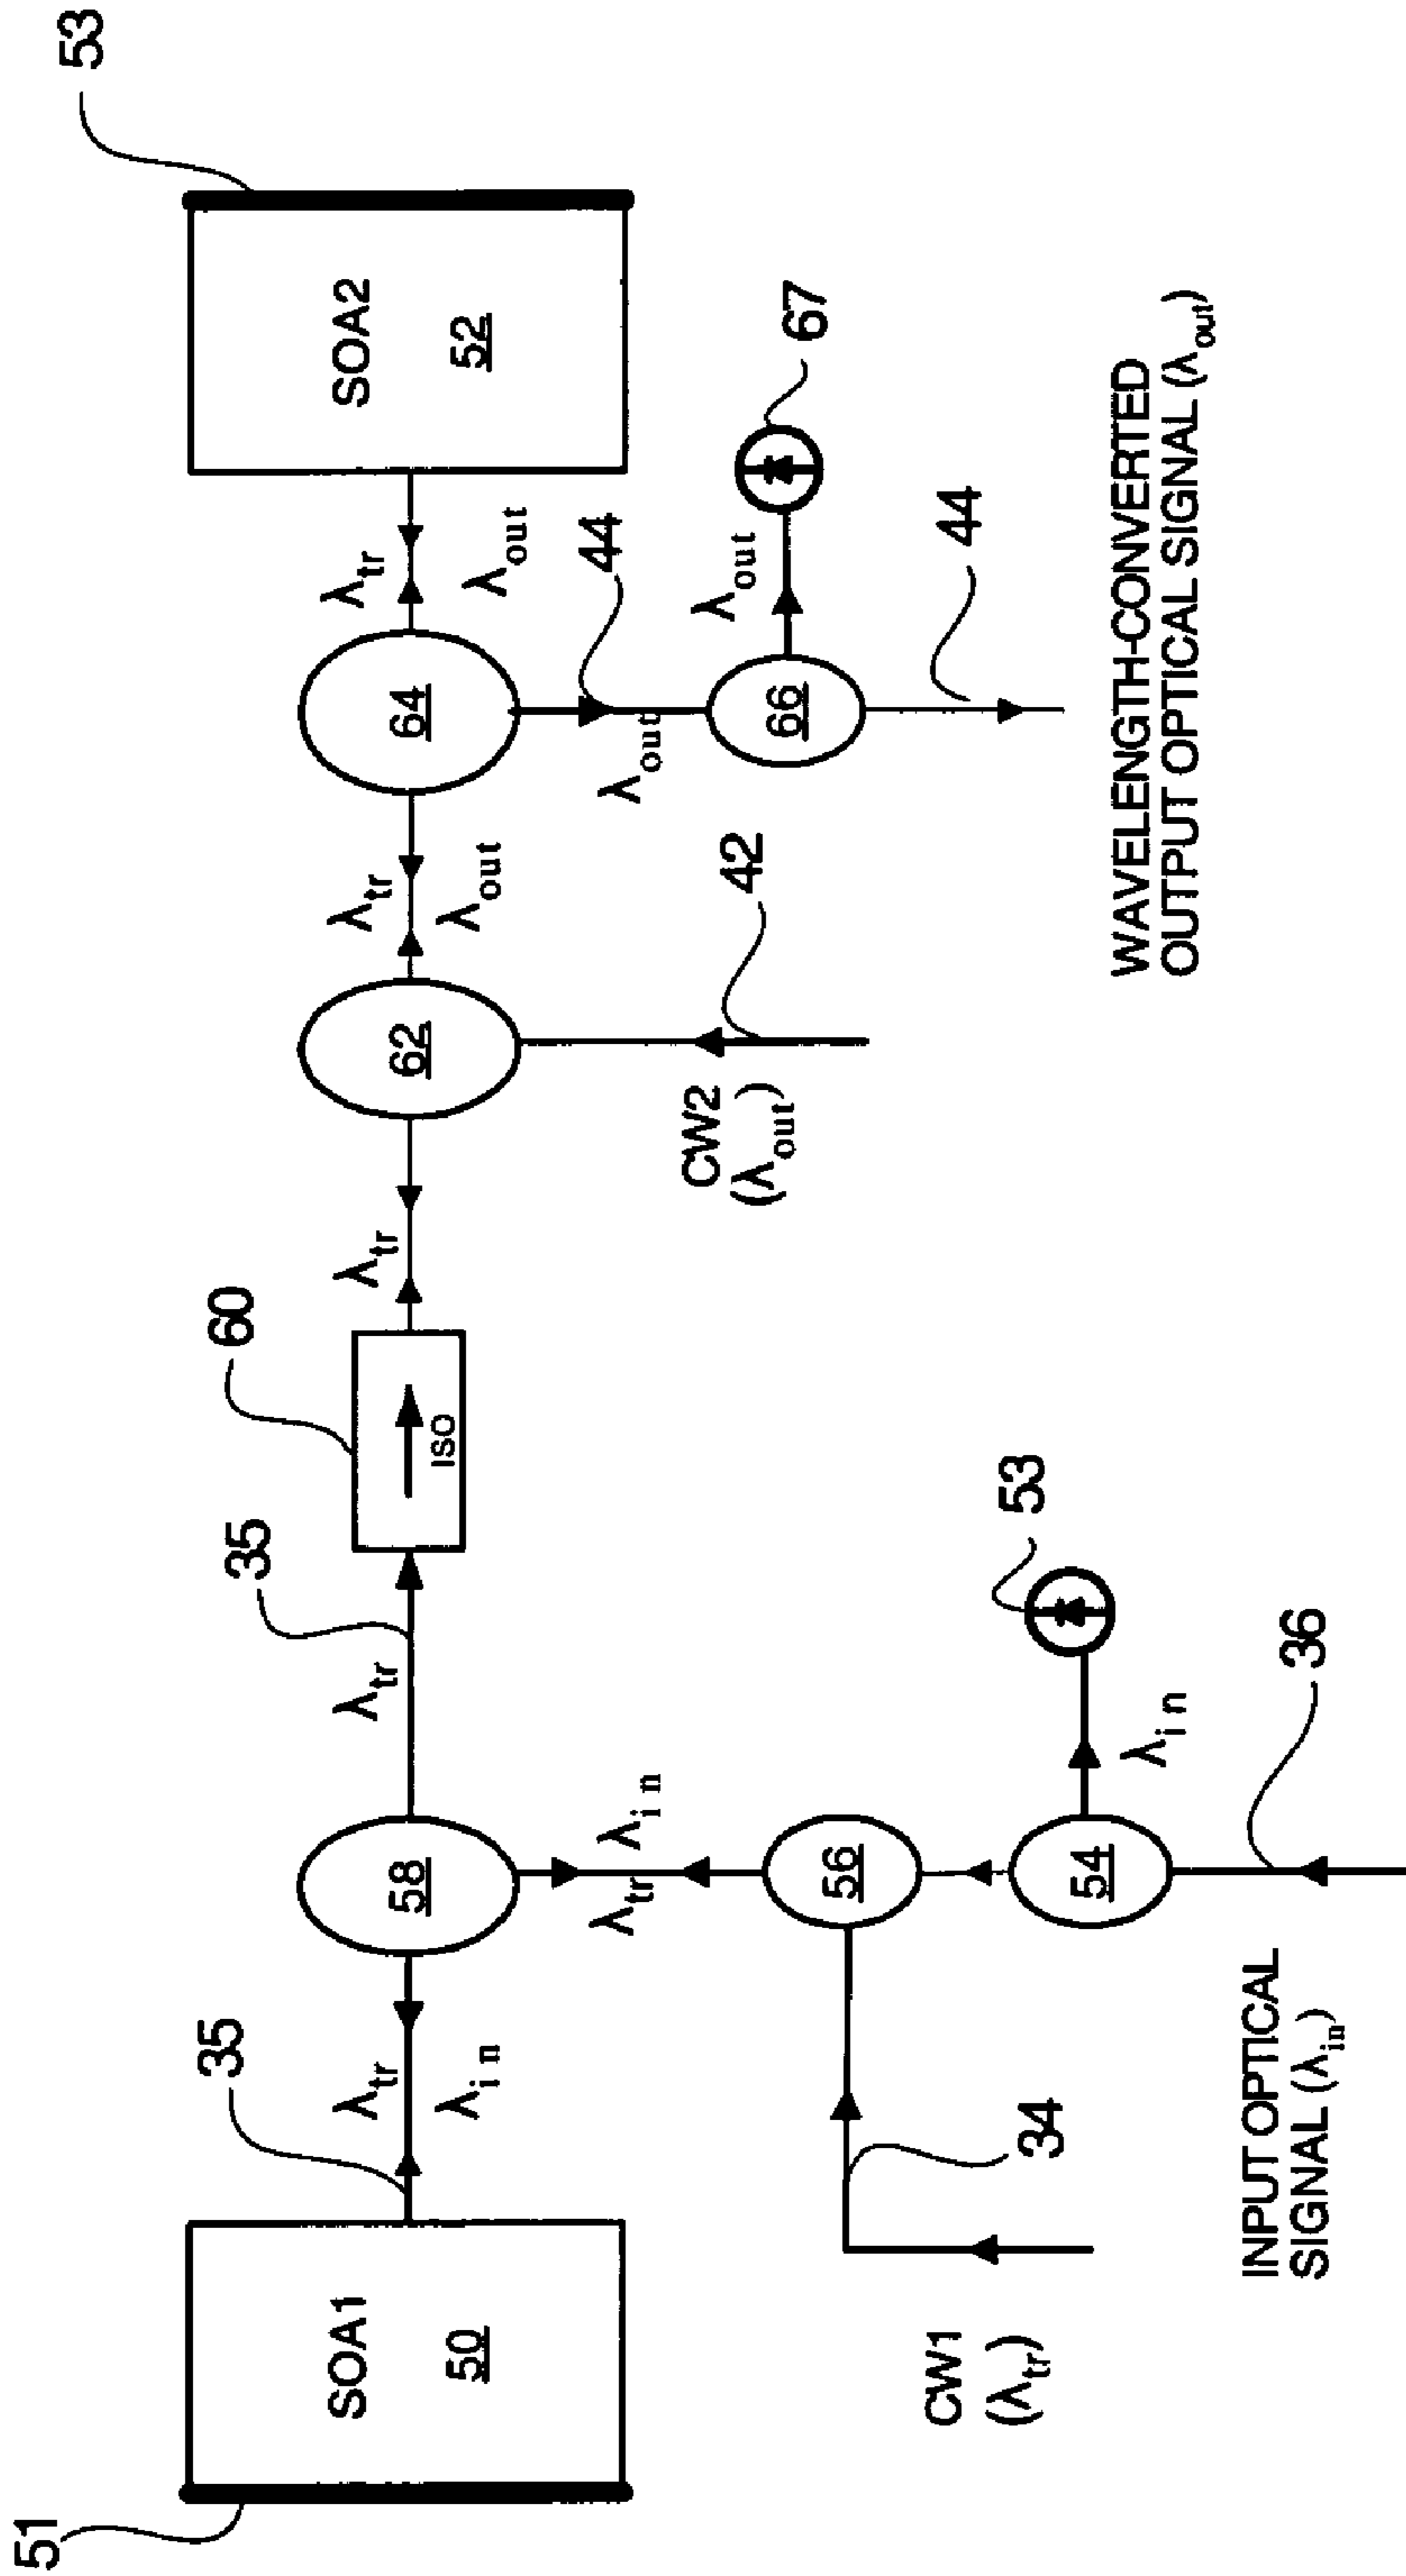 53
SOA2
52
λtr
λout
64
44
λout
66
λout
67
44
WAVELENGTH-CONVERTED
OUTPUT OPTICAL SIGNAL (λout)
λtr
λout
62
42
CW2
(λout)
λtr
60
ISO
35
λtr
58
λin
λtr
56
54
λin
53
36
INPUT OPTICAL
SIGNAL (λin)
35
λtr
λin
34
CW1
(λtr)
SOA1
50
51